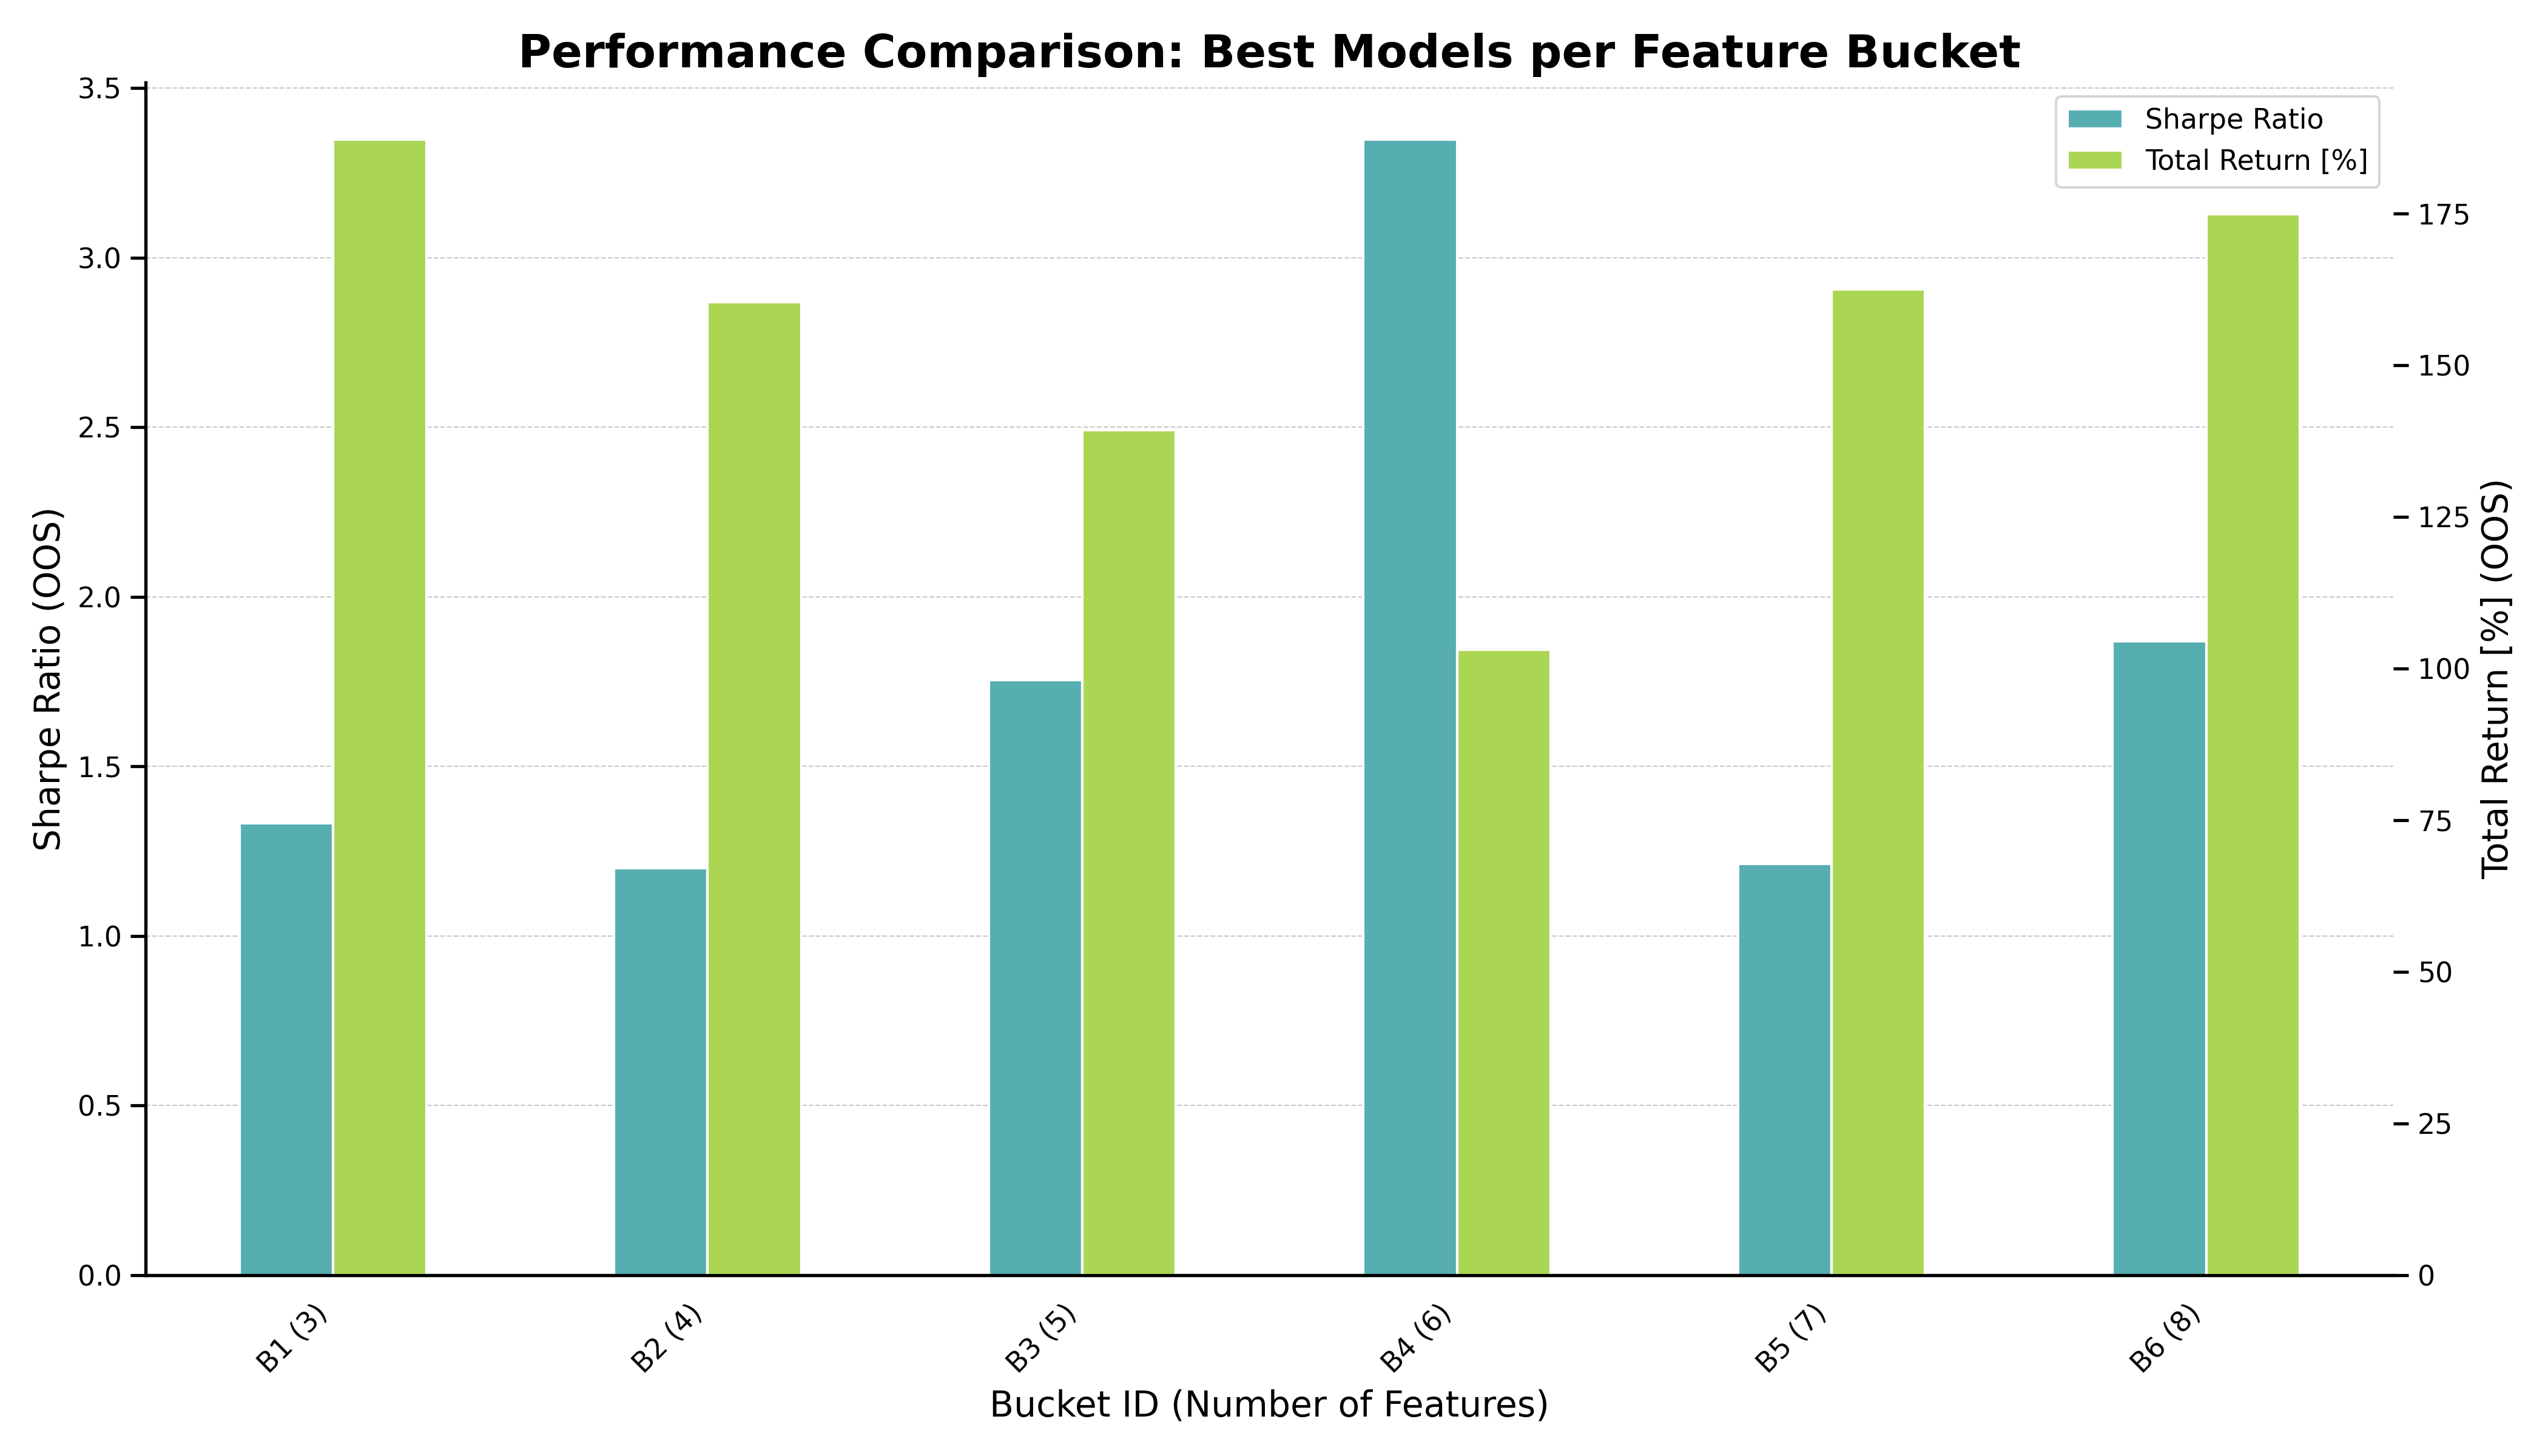 Performance Comparison: Best Models per Feature Bucket
Sharpe Ratio
Total Return [%]
Sharpe Ratio (OOS)
3.5
3.0
2.5
2.0
1.5
1.0
0.5
0.0
175
150
125
100
75
50
25
0
Total Return [%] (OOS)
B1 (3)
B2 (4)
B3 (5)
B4 (6)
B5 (7)
B6 (8)
Bucket ID (Number of Features)